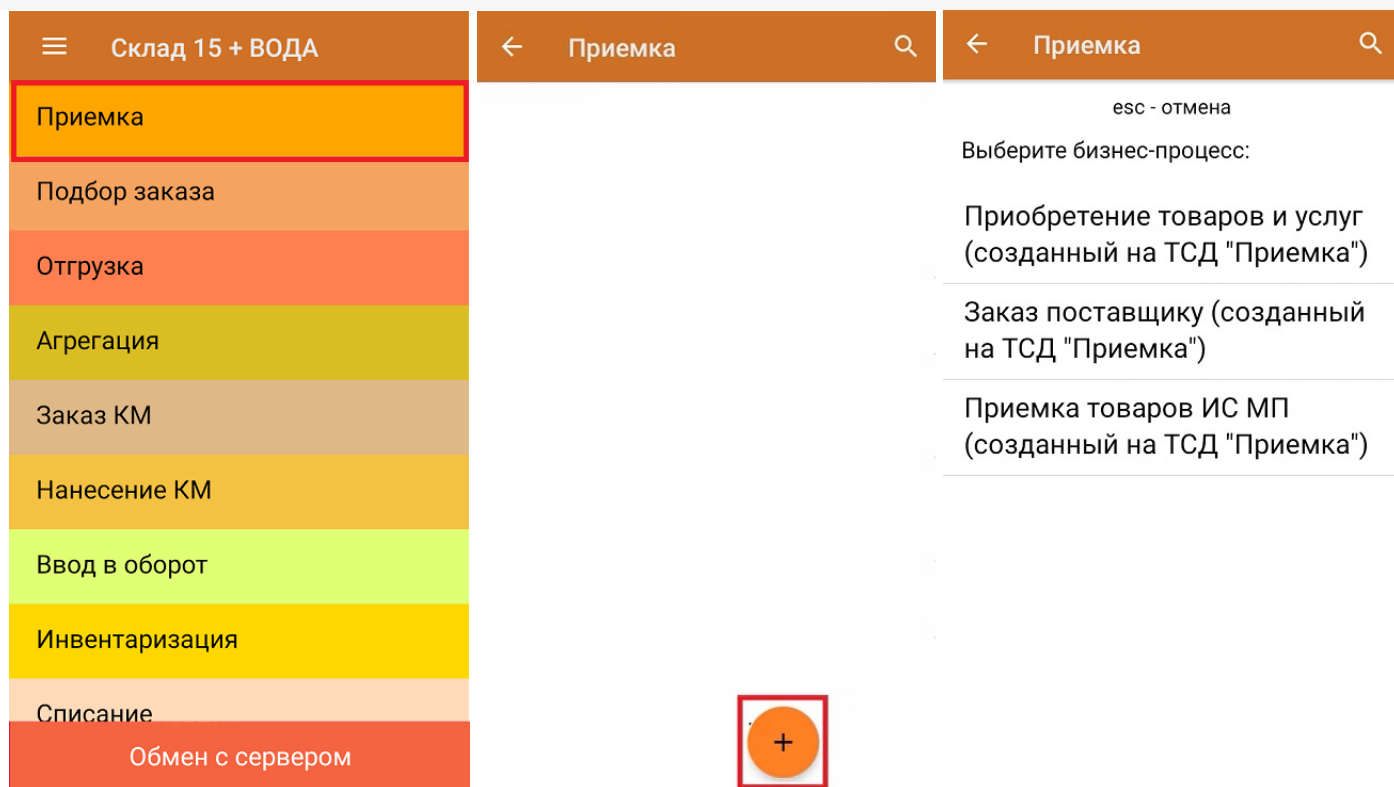 Склад 15 + ВОДА
Приемка
Подбор заказа
Отгрузка
Агрегация
Заказ КМ
Нанесение КМ
Ввод в оборот
Инвентаризация
Списание
Обмен с сервером
Приемка
+
Приемка
esc - отмена
Выберите бизнес-процесс:
Приобретение товаров и услуг
(созданный на ТСД "Приемка")
Заказ поставщику (созданный
на ТСД "Приемка")
Приемка товаров ИС МП
(созданный на ТСД "Приемка")